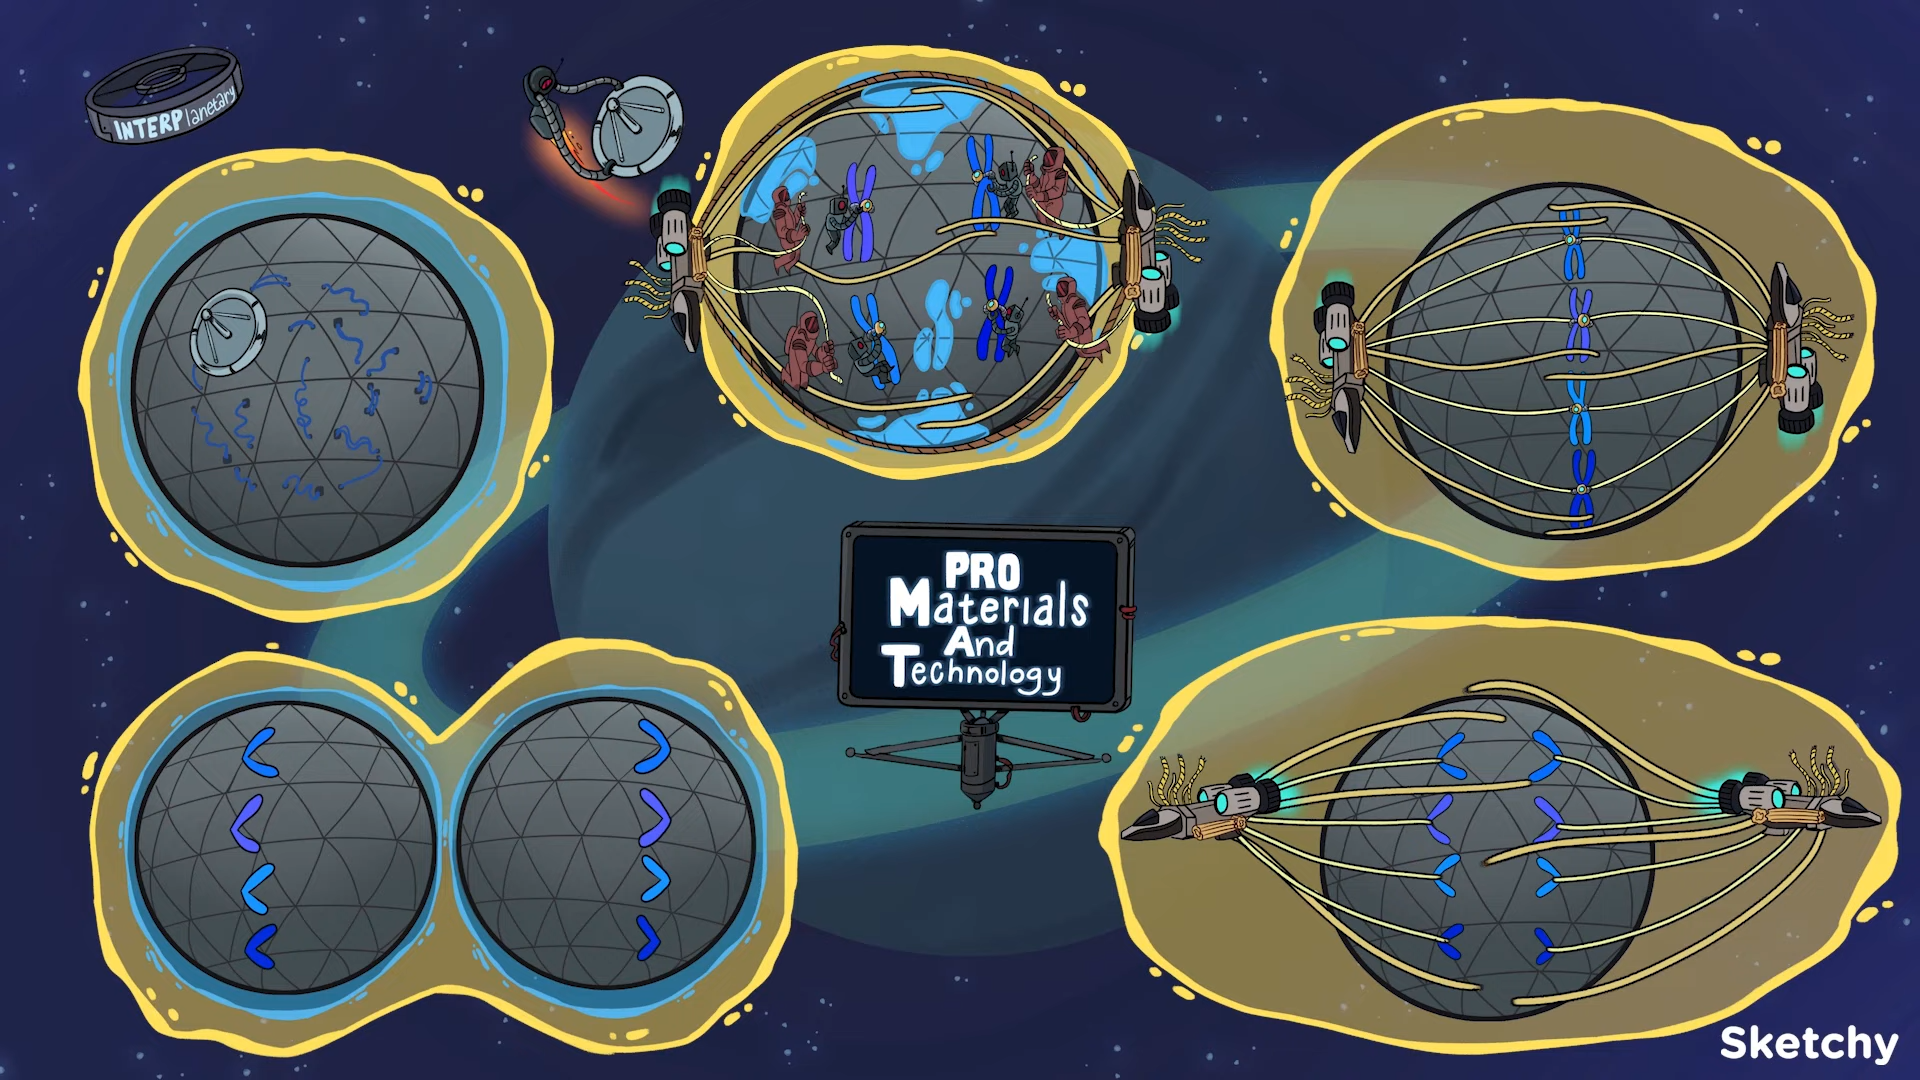 INTERPlanetary
PRO
Materials
And
Technology
Sketchy